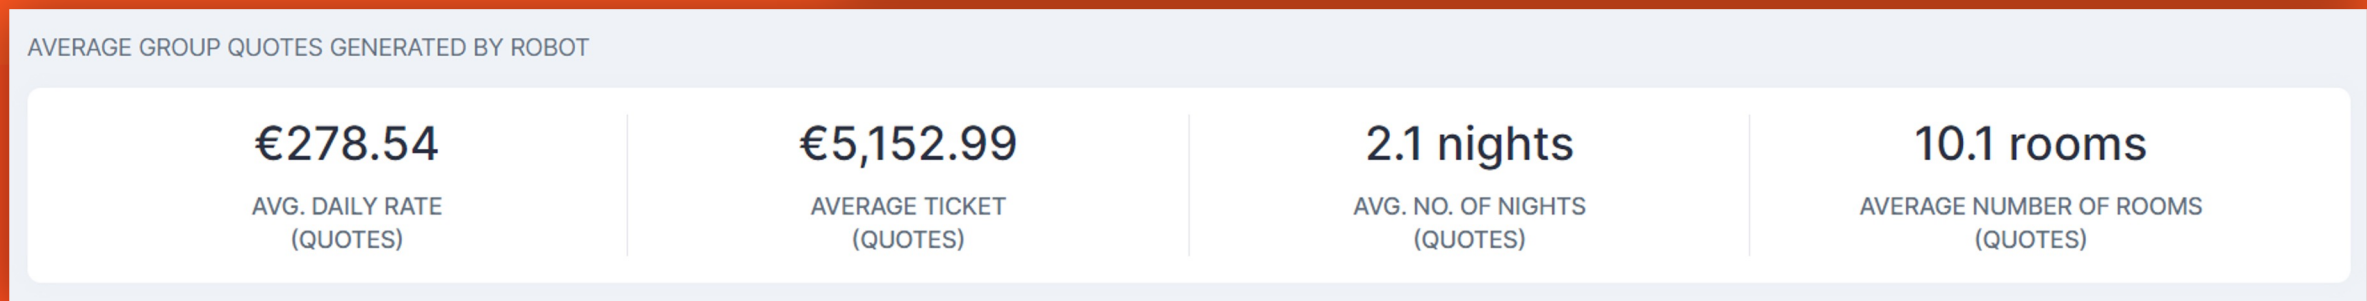 AVERAGE GROUP QUOTES GENERATED BY ROBOT
€278.54
AVG. DAILY RATE
(QUOTES)
€5,152.99
AVERAGE TICKET
(QUOTES)
2.1 nights
AVG. NO. OF NIGHTS
(QUOTES)
10.1 rooms
AVERAGE NUMBER OF ROOMS
(QUOTES)